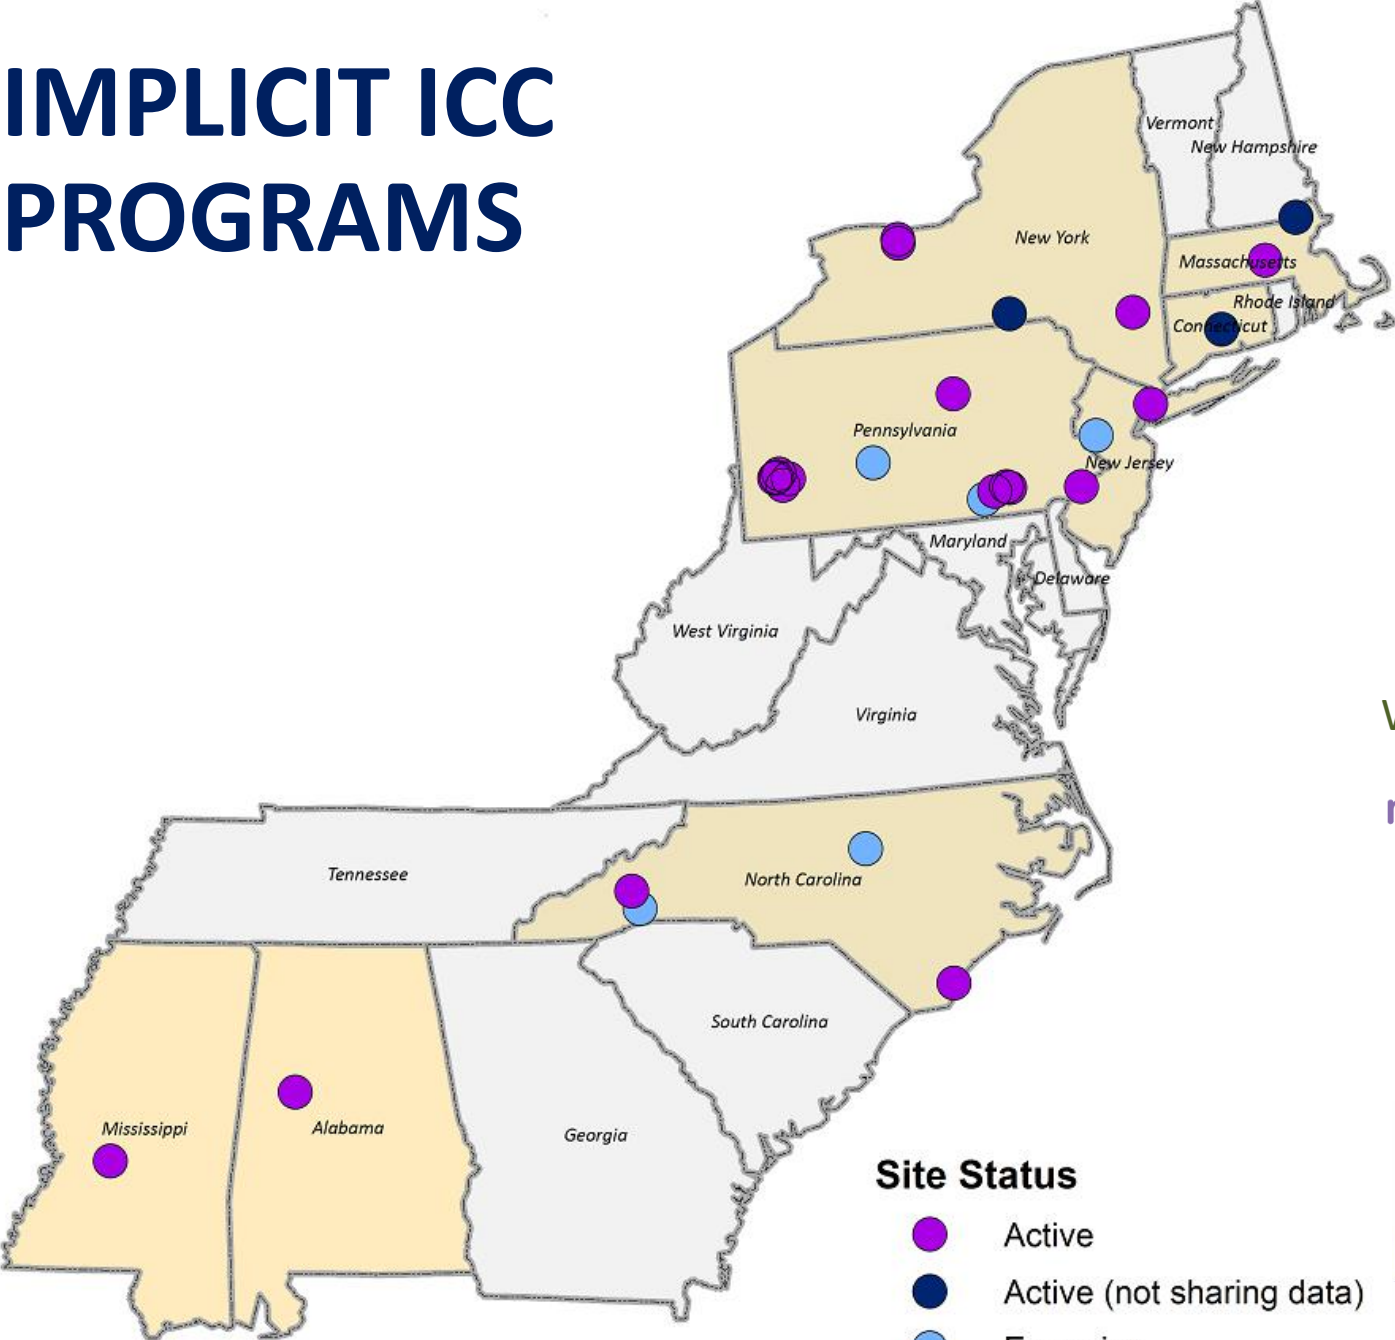 IMPLICIT ICC
PROGRAMS
Vermont
New Hampshire
New York
Massachusetts
Rhode Island
Connecticut
Pennsylvania
New Jersey
Maryland
Delaware
West Virginia
Virginia
Tennessee
North Carolina
South Carolina
Mississippi
Alabama
Georgia
Site Status
Active
Active (not sharing data)